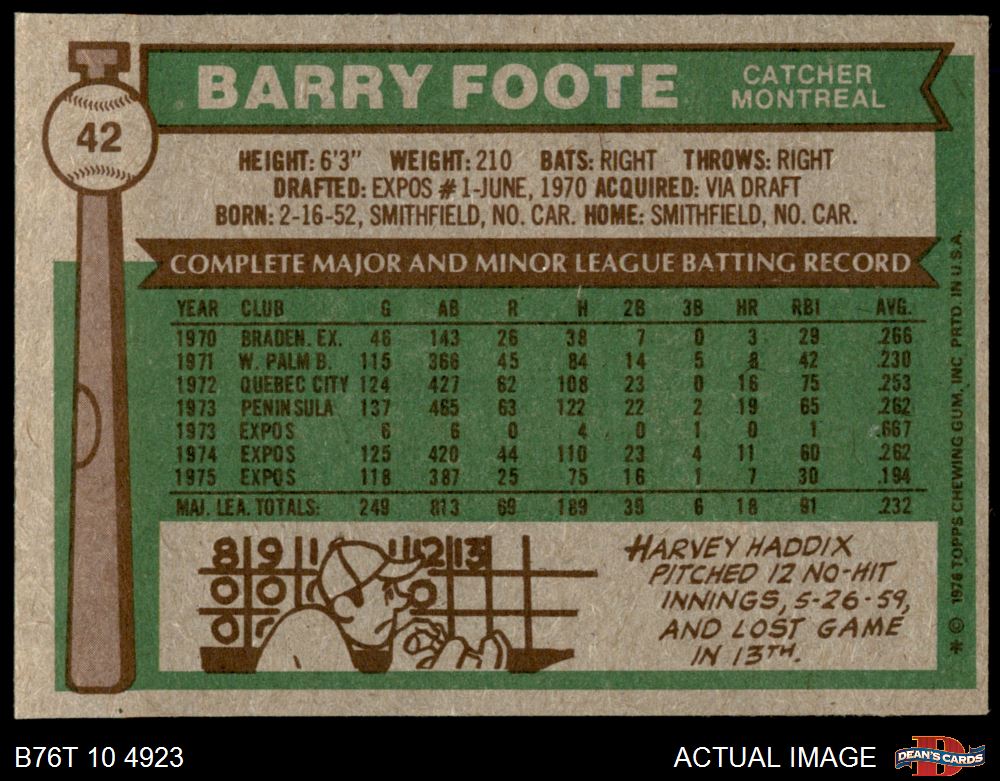 42
BARRY FOOTE
CATCHER
MONTREAL
HEIGHT: 6'3" WEIGHT: 210 BATS: RIGHT THROWS: RIGHT
DRAFTED: EXPOS #1-JUNE, 1970 ACQUIRED: VIA DRAFT
BORN: 2-16-52, SMITHFIELD, NO. CAR. HOME: SMITHFIELD, NO. CAR.
COMPLETE MAJOR AND MINOR LEAGUE BATTING RECORD
YEAR CLUB G AB R H 2B 3B HR RBI AVG.
1970 BRADEN. EX. 46 143 26 38 7 0 3 29 .266
1971 W. PALM B. 115 366 45 84 14 5 8 42 .230
1972 QUEBEC CITY 124 427 62 108 23 0 16 75 .253
1973 PENINSULA 137 465 63 122 22 2 19 65 .262
1973 EXPOS 6 6 0 4 0 1 0 1 .667
1974 EXPOS 125 420 44 110 23 4 11 60 .262
1975 EXPOS 118 387 25 75 16 1 7 30 .194
MAJ. LEA. TOTALS: 249 813 69 189 39 6 18 91 .232
8 9 1 12 13
0 0 0
0
HARVEY HADDIX
PITCHED 12 NO-HIT
INNINGS, 5-26-59,
AND LOST GAME
IN 13TH.
* © 1976 TOPPS CHEWING GUM, INC. PRTD. IN U.S.A.
B76T 10 4923
ACTUAL IMAGE
D
DEAN'S CARDS